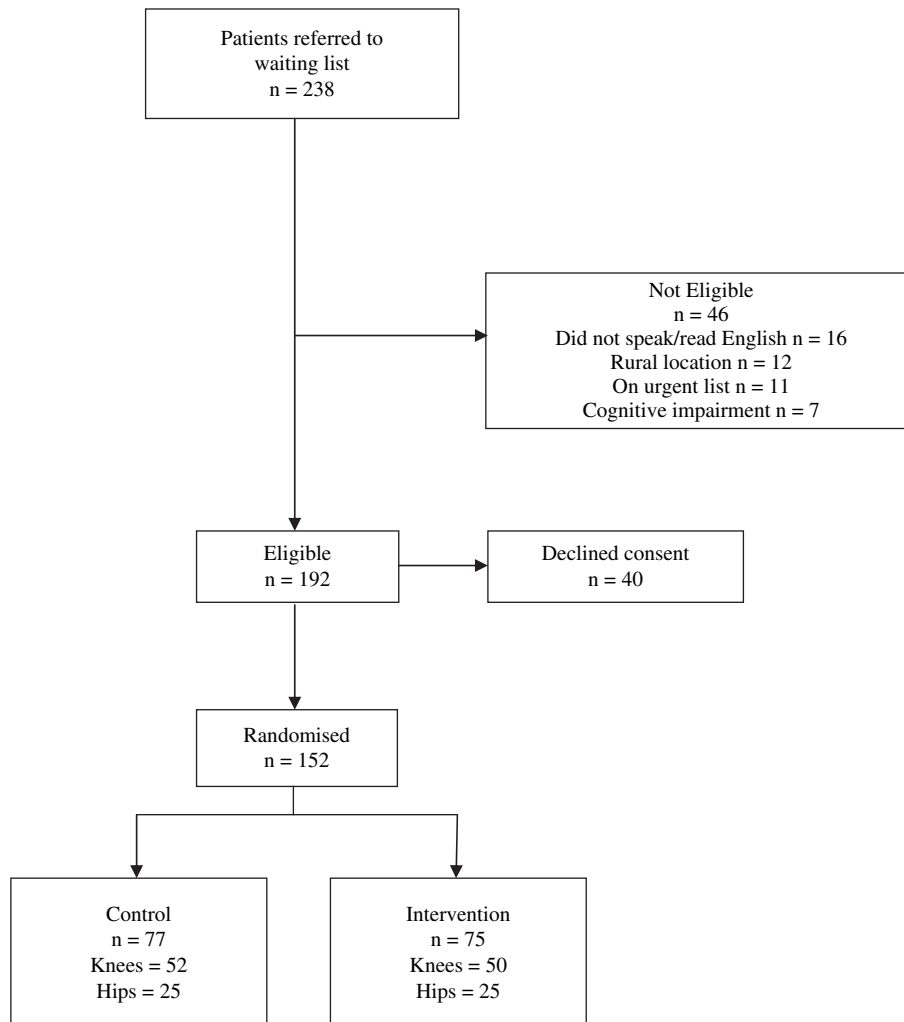 Patients referred to
waiting list
n = 238
Not Eligible
n = 46
Did not speak/read English n = 16
Rural location n = 12
On urgent list n = 11
Cognitive impairment n = 7
Eligible
n = 192
Declined consent
n = 40
Randomised
n = 152
Control
n = 77
Knees = 52
Hips = 25
Intervention
n = 75
Knees = 50
Hips = 25